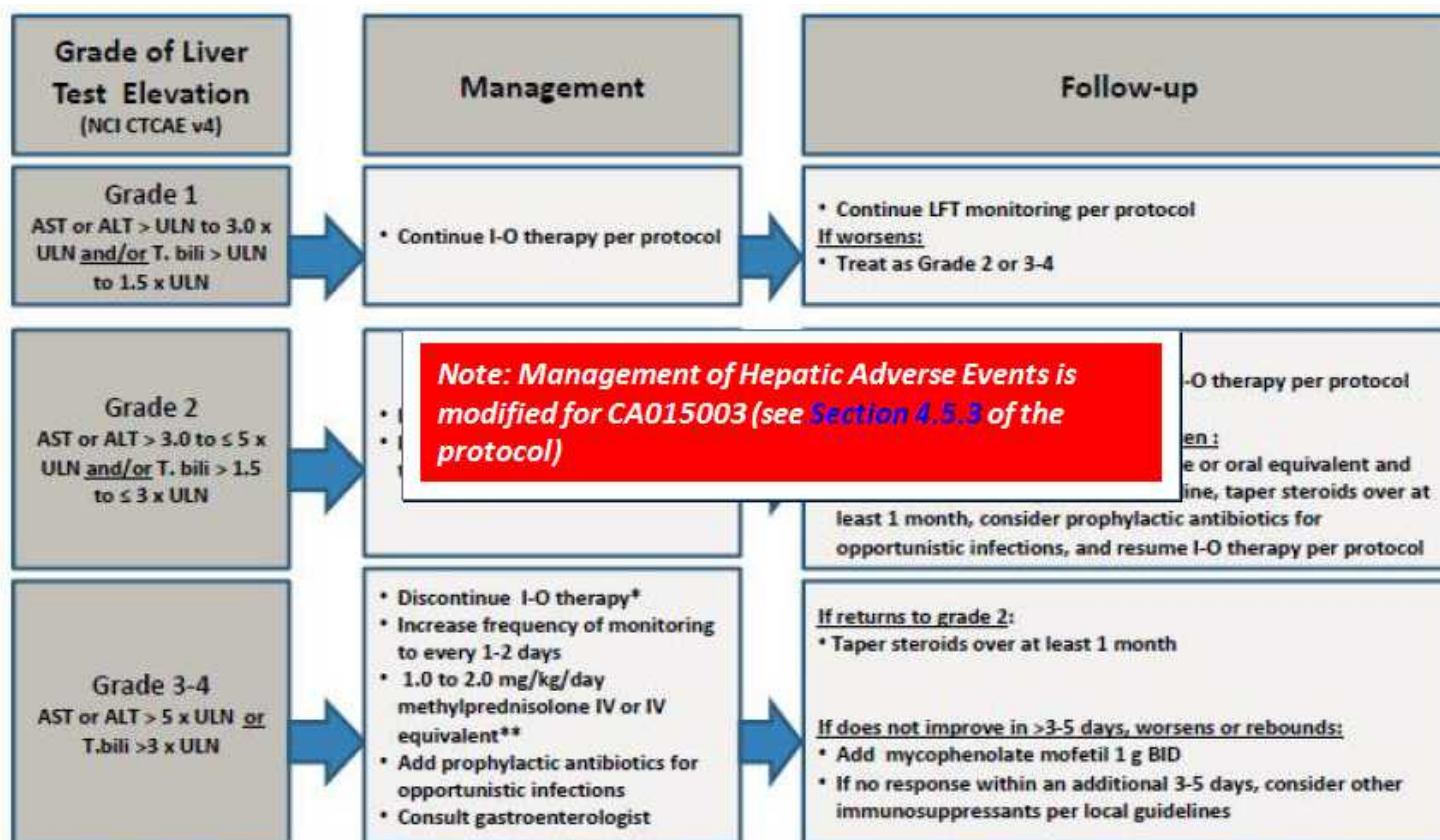 Grade of Liver
Test Elevation
(NCI CTCAE v4)
Management
Follow-up
Grade 1
AST or ALT > ULN to 3.0 x
ULN and/or T. bili > ULN
to 1.5 x ULN
• Continue I-O therapy per protocol
• Continue LFT monitoring per protocol
If worsens:
• Treat as Grade 2 or 3-4
Grade 2
AST or ALT > 3.0 to ≤ 5 x
ULN and/or T. bili > 1.5
to ≤ 3 x ULN
Note: Management of Hepatic Adverse Events is
modified for CA015003 (see Section 4.5.3 of the
protocol)
-O therapy per protocol
or oral equivalent and
taper steroids over at
least 1 month, consider prophylactic antibiotics for
opportunistic infections, and resume I-O therapy per protocol
Grade 3-4
AST or ALT > 5 x ULN or
T.bili >3 x ULN
• Discontinue I-O therapy*
• Increase frequency of monitoring
to every 1-2 days
• 1.0 to 2.0 mg/kg/day
methylprednisolone IV or IV
equivalent**
• Add prophylactic antibiotics for
opportunistic infections
• Consult gastroenterologist
If returns to grade 2:
• Taper steroids over at least 1 month
If does not improve in >3-5 days, worsens or rebounds:
• Add mycophenolate mofetil 1 g BID
• If no response within an additional 3-5 days, consider other
immunosuppressants per local guidelines